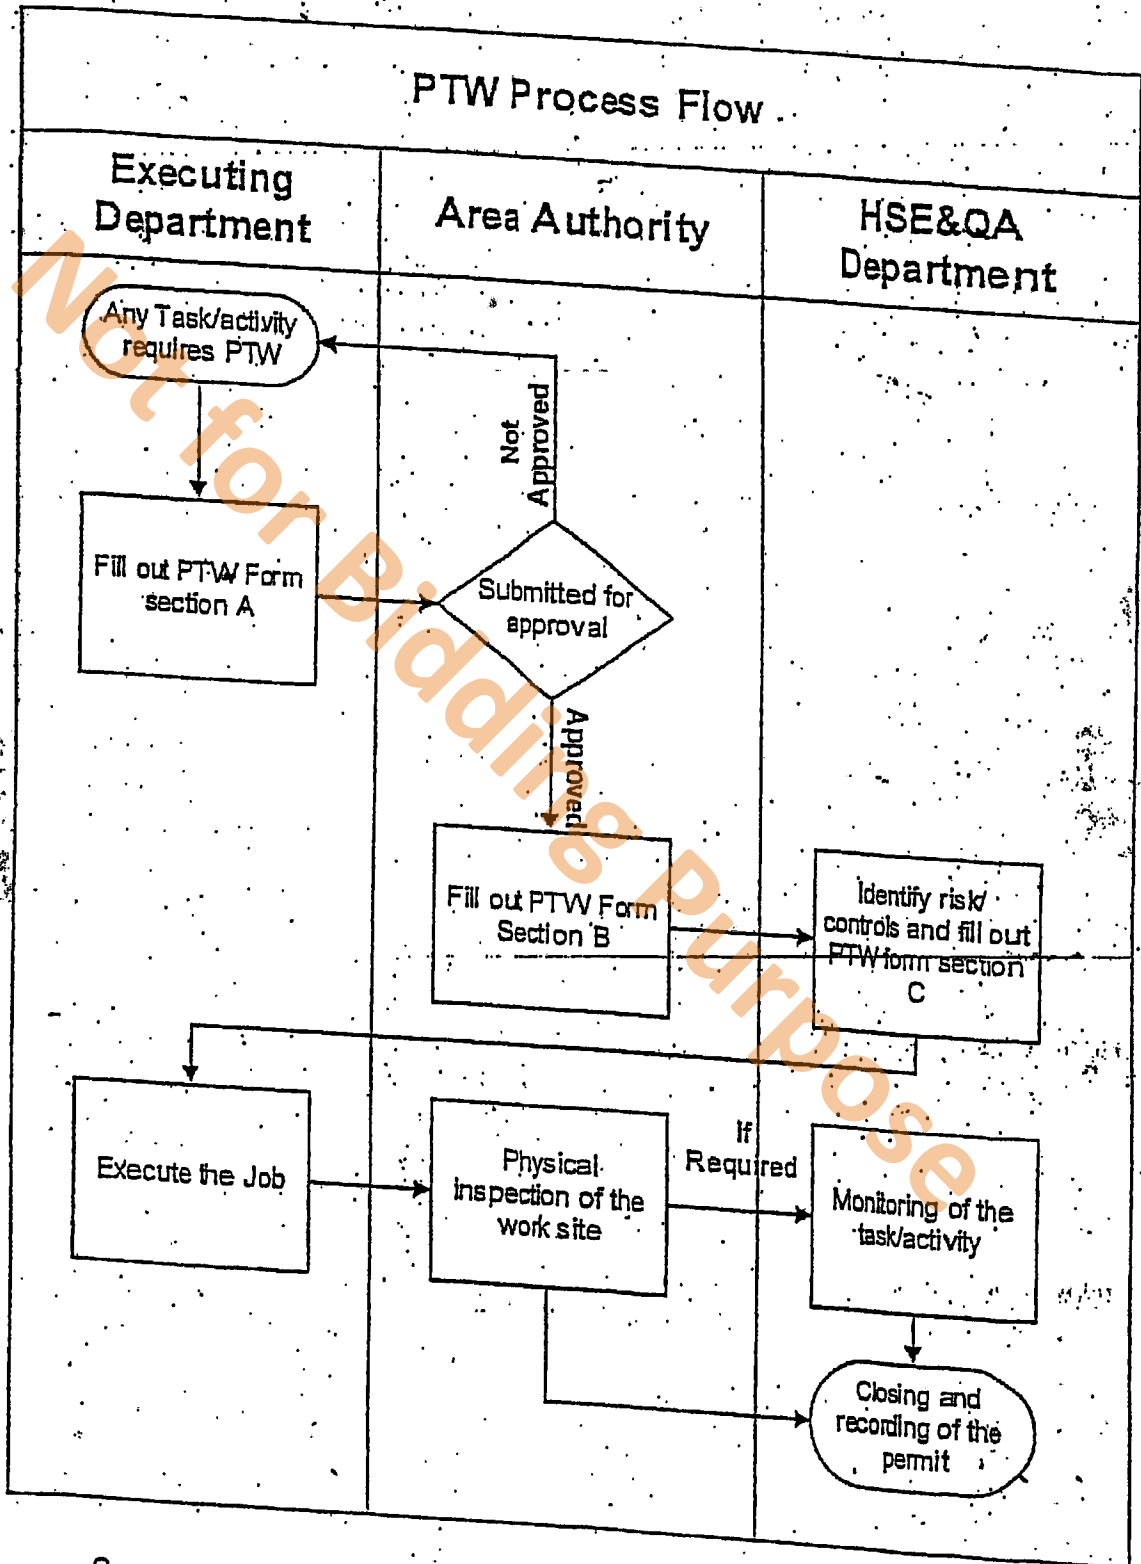 PTW Process Flow
Executing
Department
Area Authority
HSE&QA
Department
Any Task/activity
requires PTW
Not
Approved
Fill out PTW Form
section A
Submitted for
approval
Approved
Fill out PTW Form
Section B
Identify risk/
controls and fill out
PTW form section
C
Execute the Job
Physical
inspection of the
work site
If
Required
Monitoring of the
task/activity
Closing and
recording of the
permit
Not for Bidding Purpose